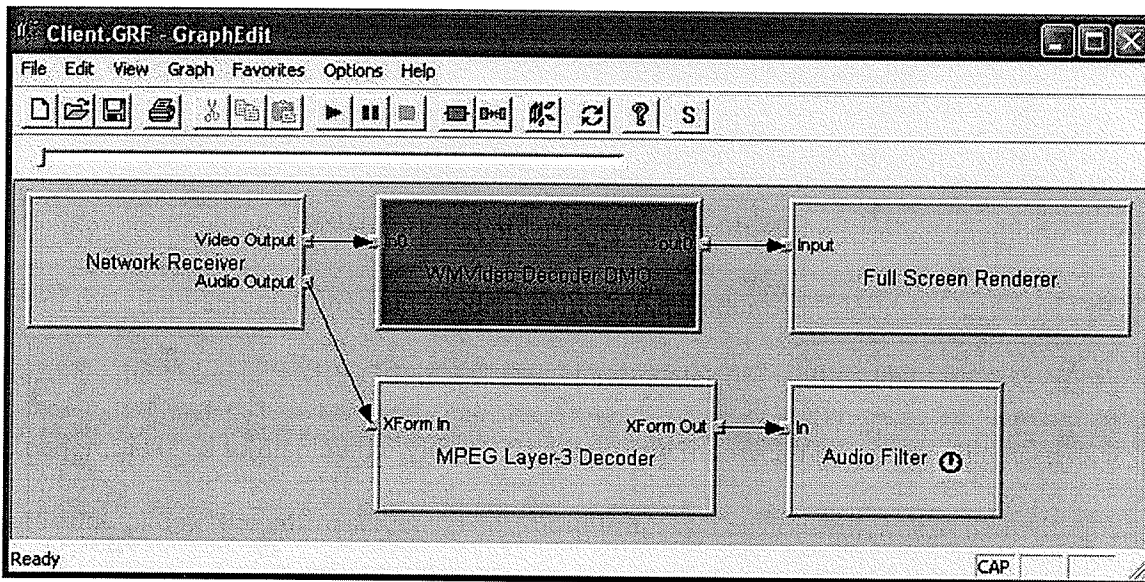 Client.GRF - GraphEdit
File Edit View Graph Favorites Options Help
S
Video Output
Network Receiver
Audio Output
In0
out0
WMVideo Decoder DMO
Input
Full Screen Renderer
XForm In
XForm Out
MPEG Layer-3 Decoder
In
Audio Filter
Ready
CAP